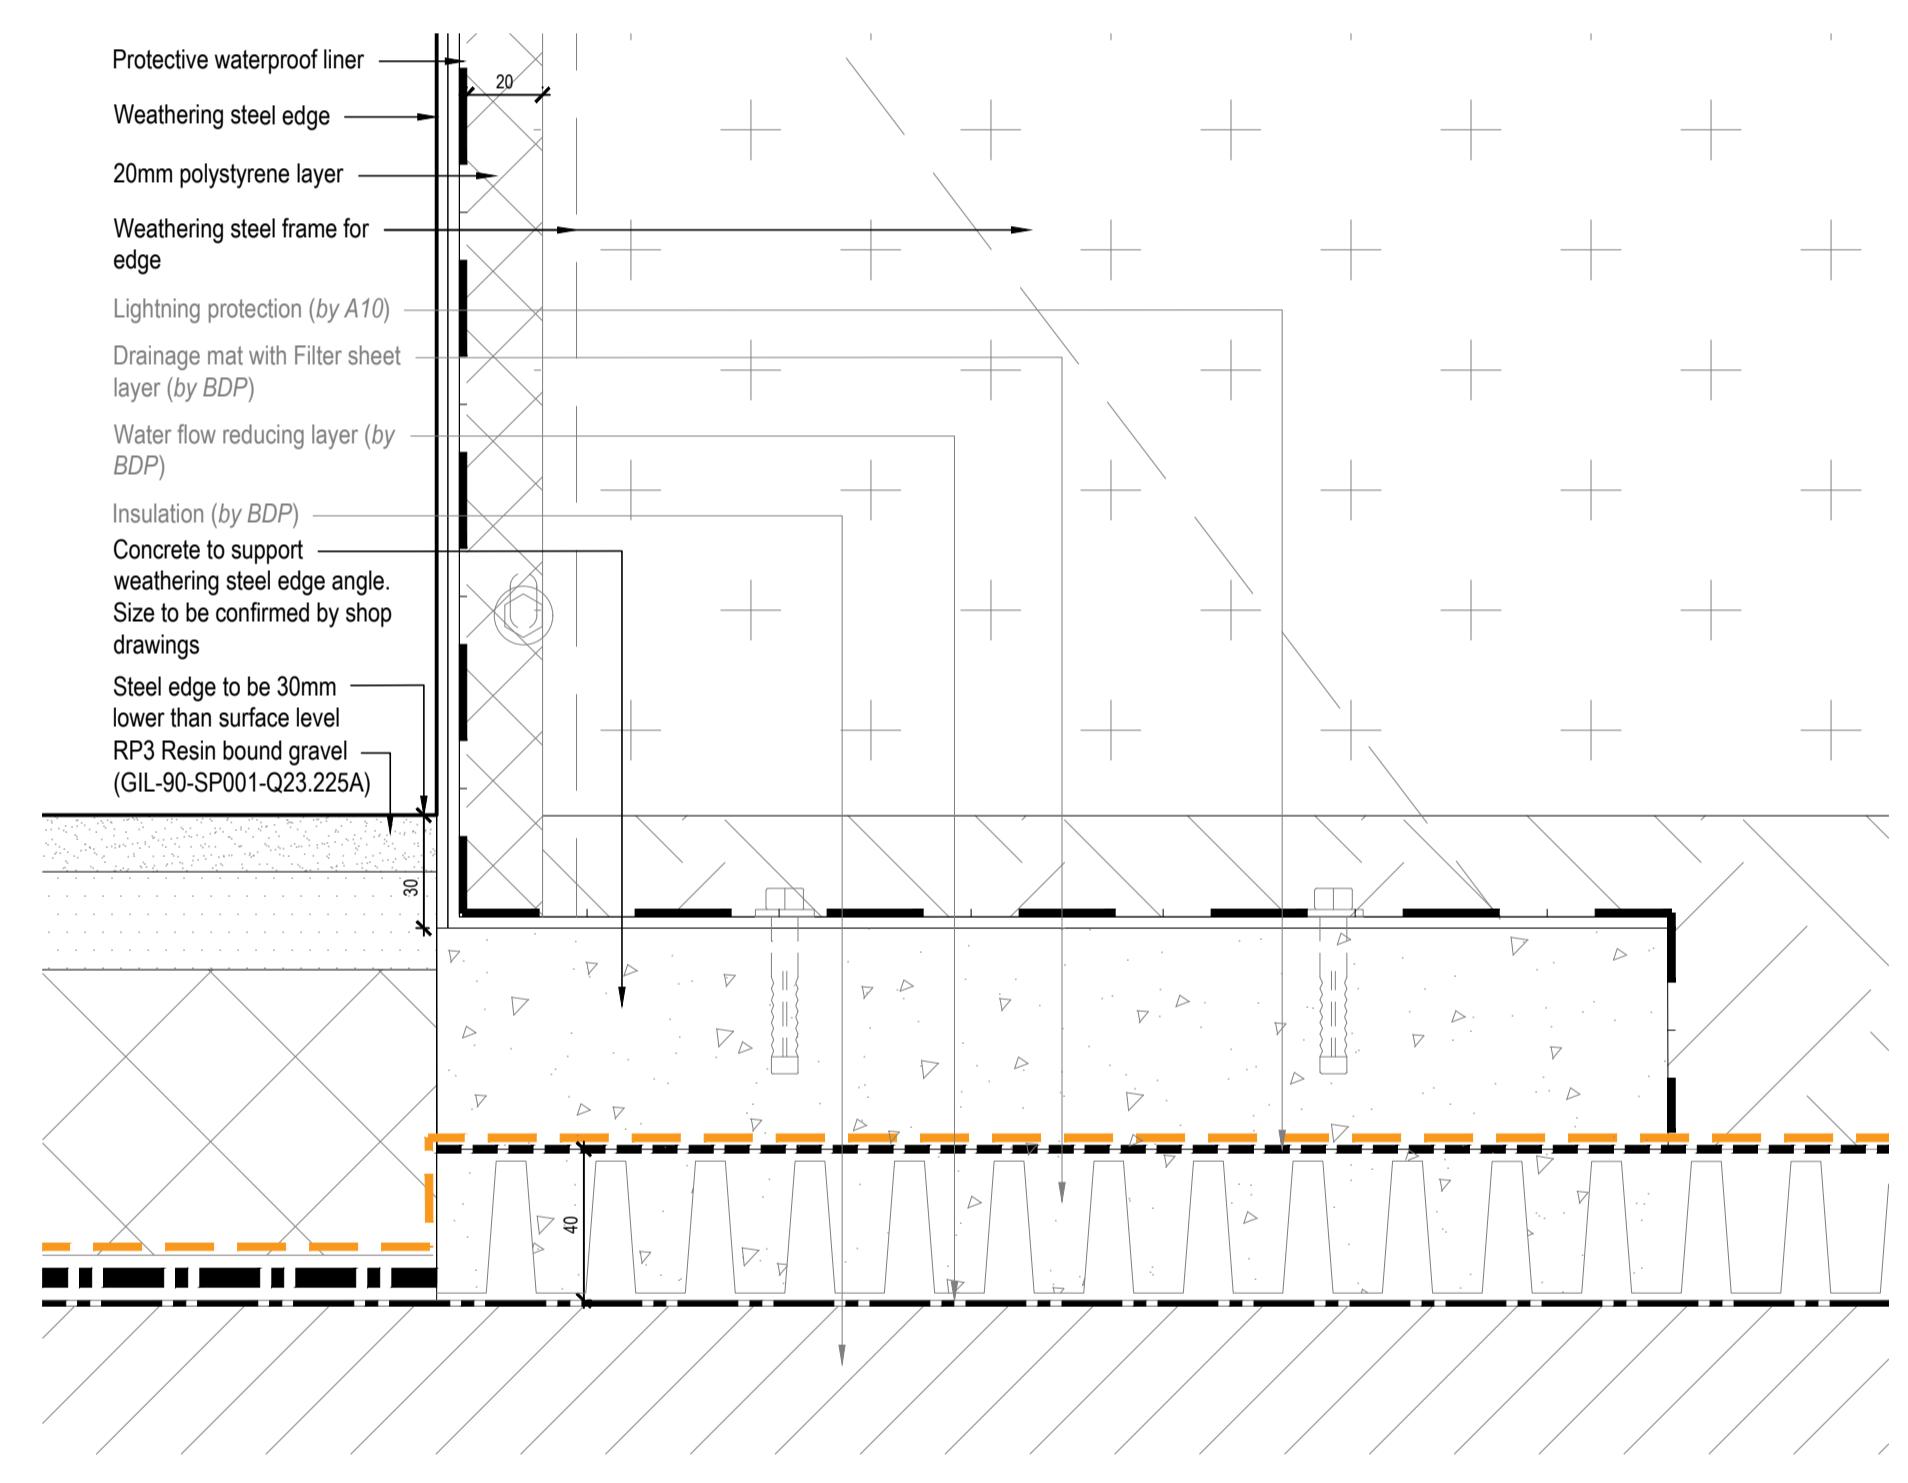 Protective waterproof liner
20
Weathering steel edge
20mm polystyrene layer
Weathering steel frame for
edge
Lightning protection (by A10)
Drainage mat with Filter sheet
layer (by BDP)
Water flow reducing layer (by
BDP)
Insulation (by BDP)
Concrete to support
weathering steel edge angle.
Size to be confirmed by shop
drawings
Steel edge to be 30mm
lower than surface level
RP3 Resin bound gravel
(GIL-90-SP001-Q23.225A)
30
40